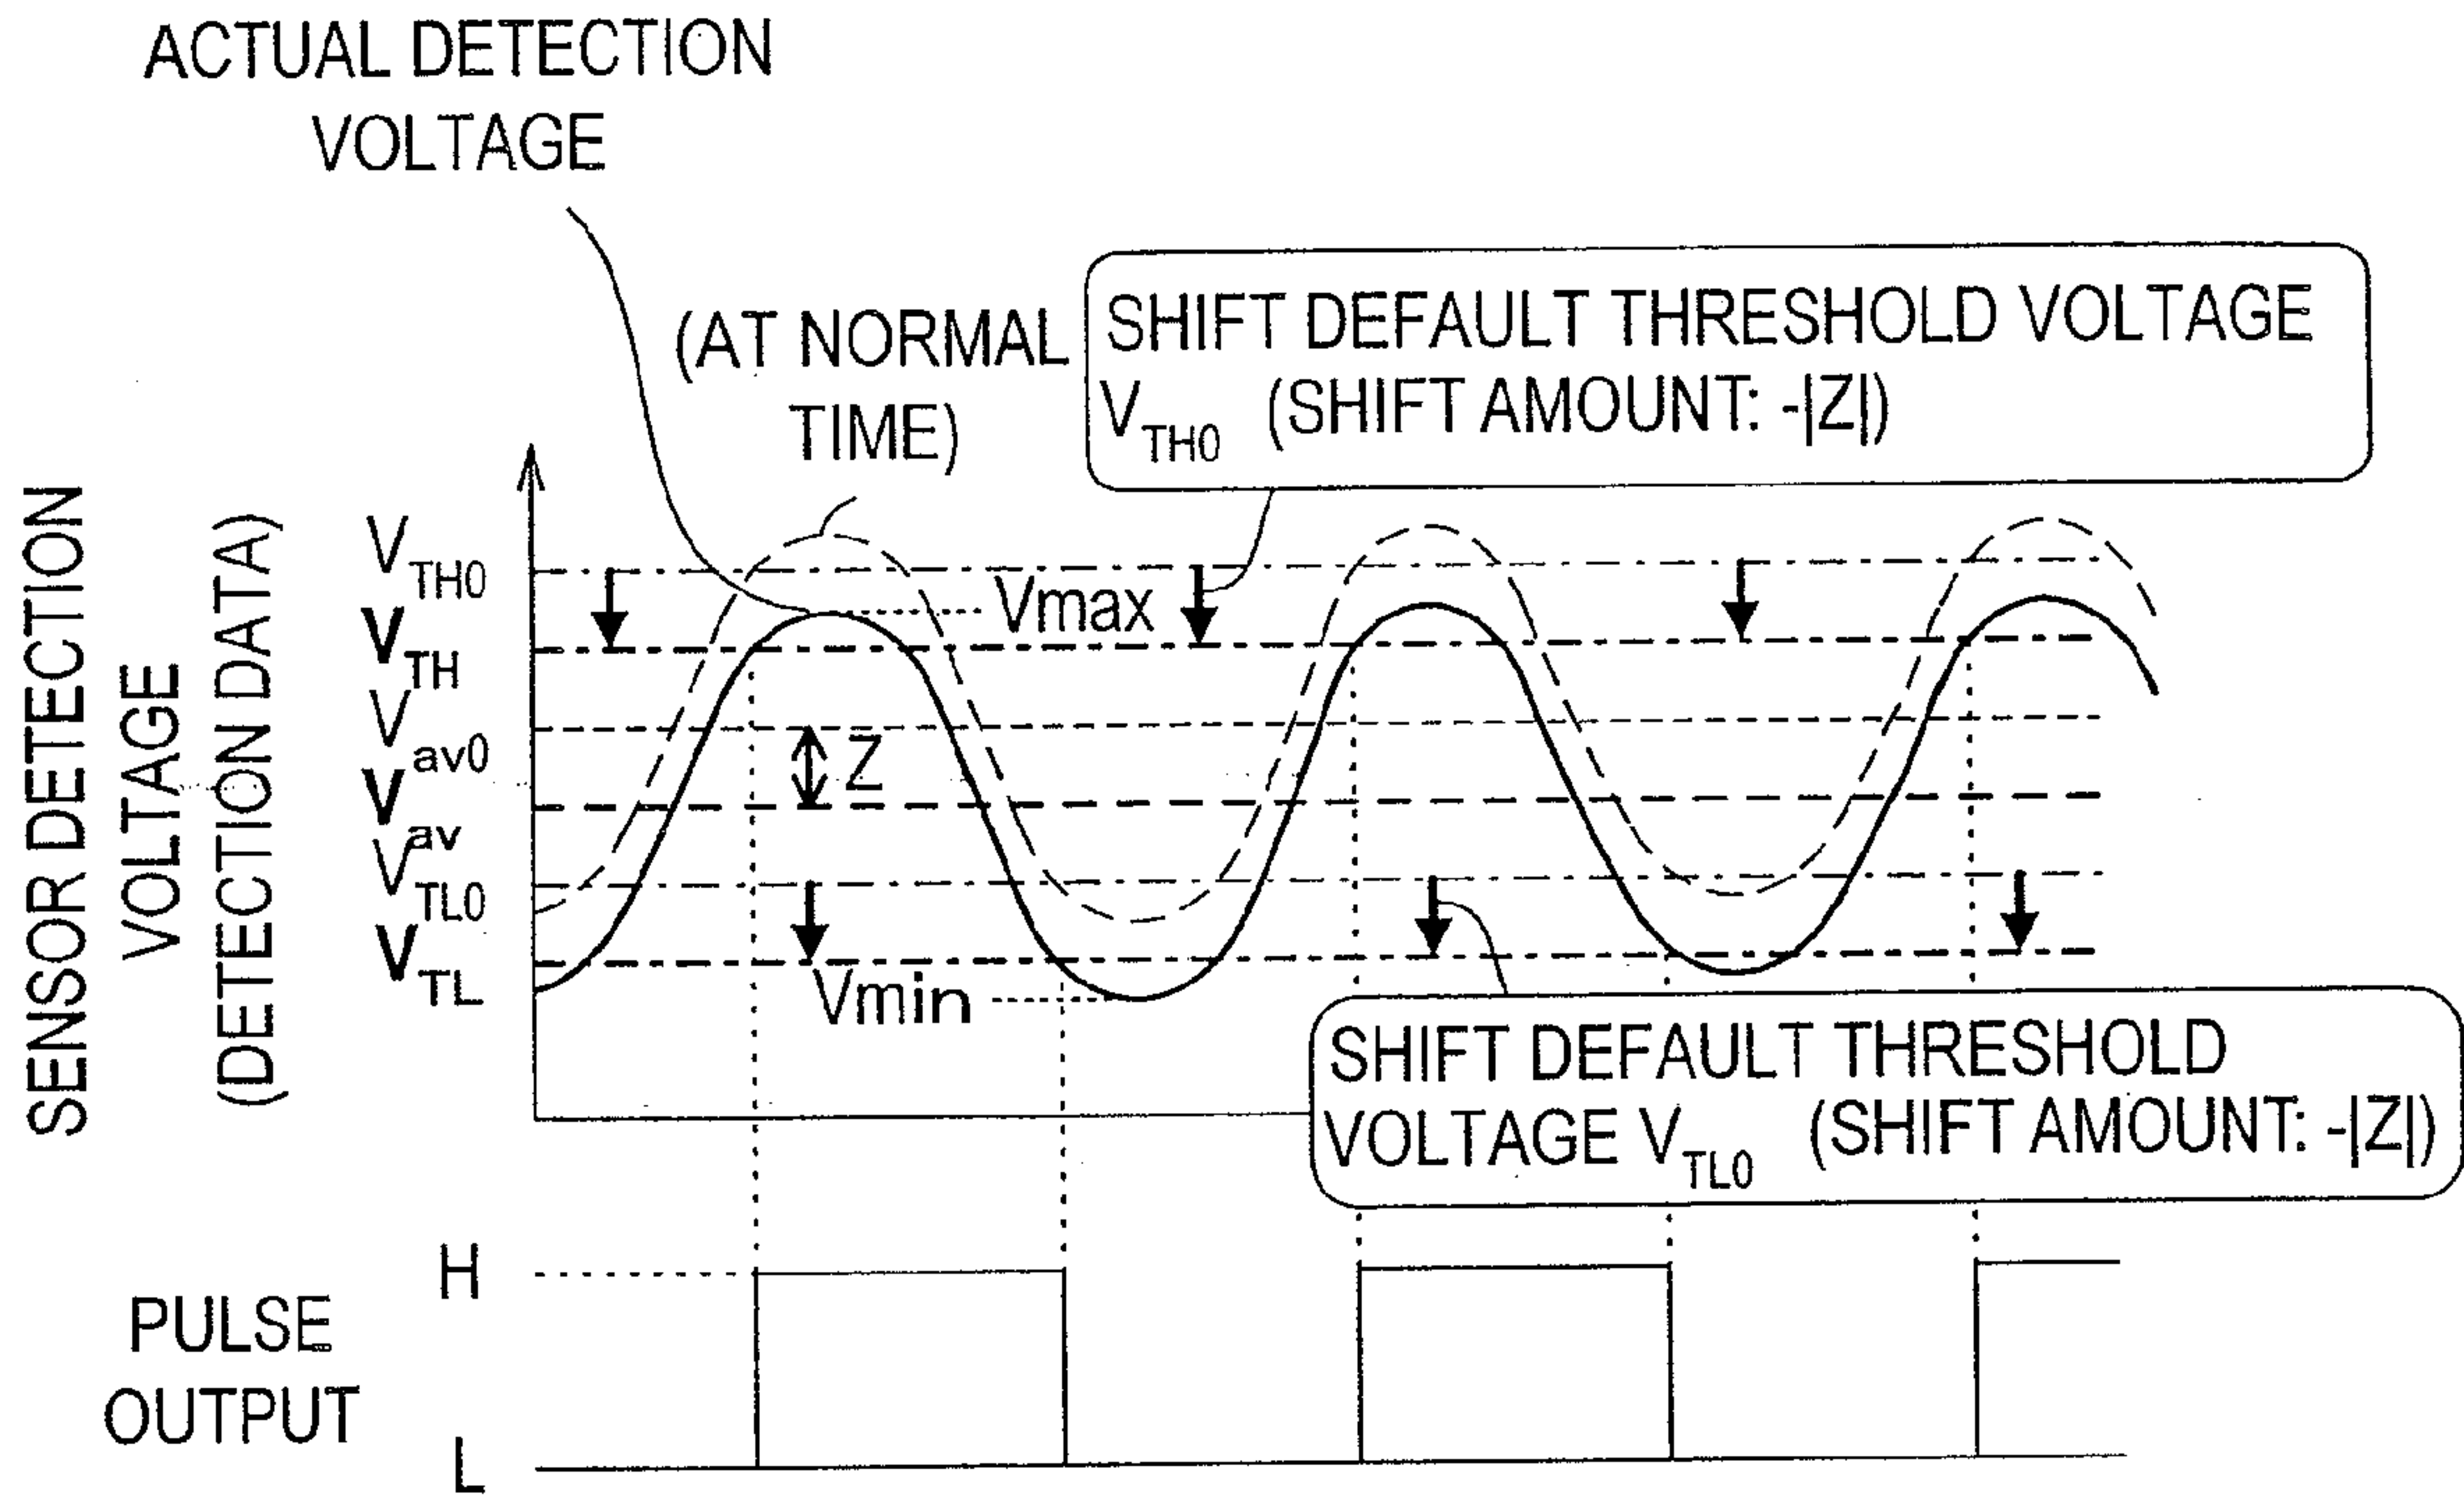 ACTUAL DETECTION
VOLTAGE
(AT NORMAL
TIME)
SHIFT DEFAULT THRESHOLD VOLTAGE
VTH0 (SHIFT AMOUNT: -|Z|)
SENSOR DETECTION
VOLTAGE
(DETECTION DATA)
VTH0
VTH
Vav0
Vav
VTL0
VTL
Vmax
Z
Vmin
SHIFT DEFAULT THRESHOLD
VOLTAGE VTL0 (SHIFT AMOUNT: -|Z|)
PULSE
OUTPUT
H
L